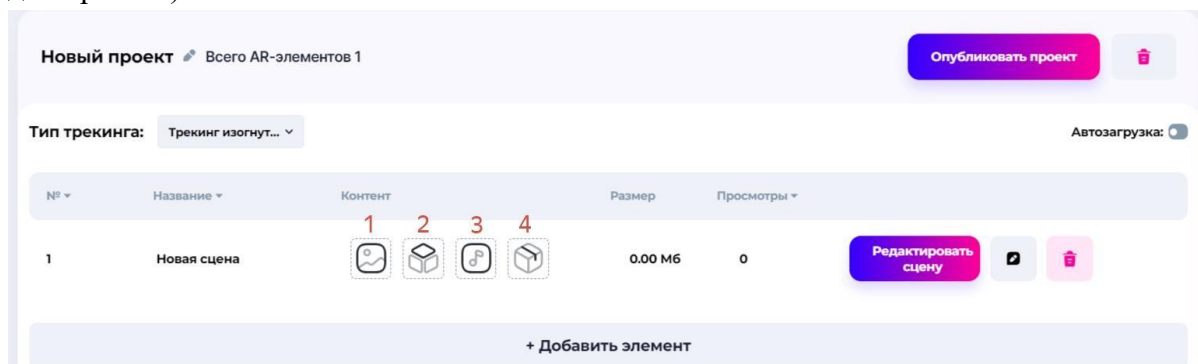 Новый проект Всего AR-элементов 1 Опубликовать проект
Тип трекинга: Трекинг изогнут... Автозагрузка:
№ Название Контент Размер Просмотры
1 2 3 4
1 Новая сцена 0.00 Мб 0 Редактировать сцену
+ Добавить элемент